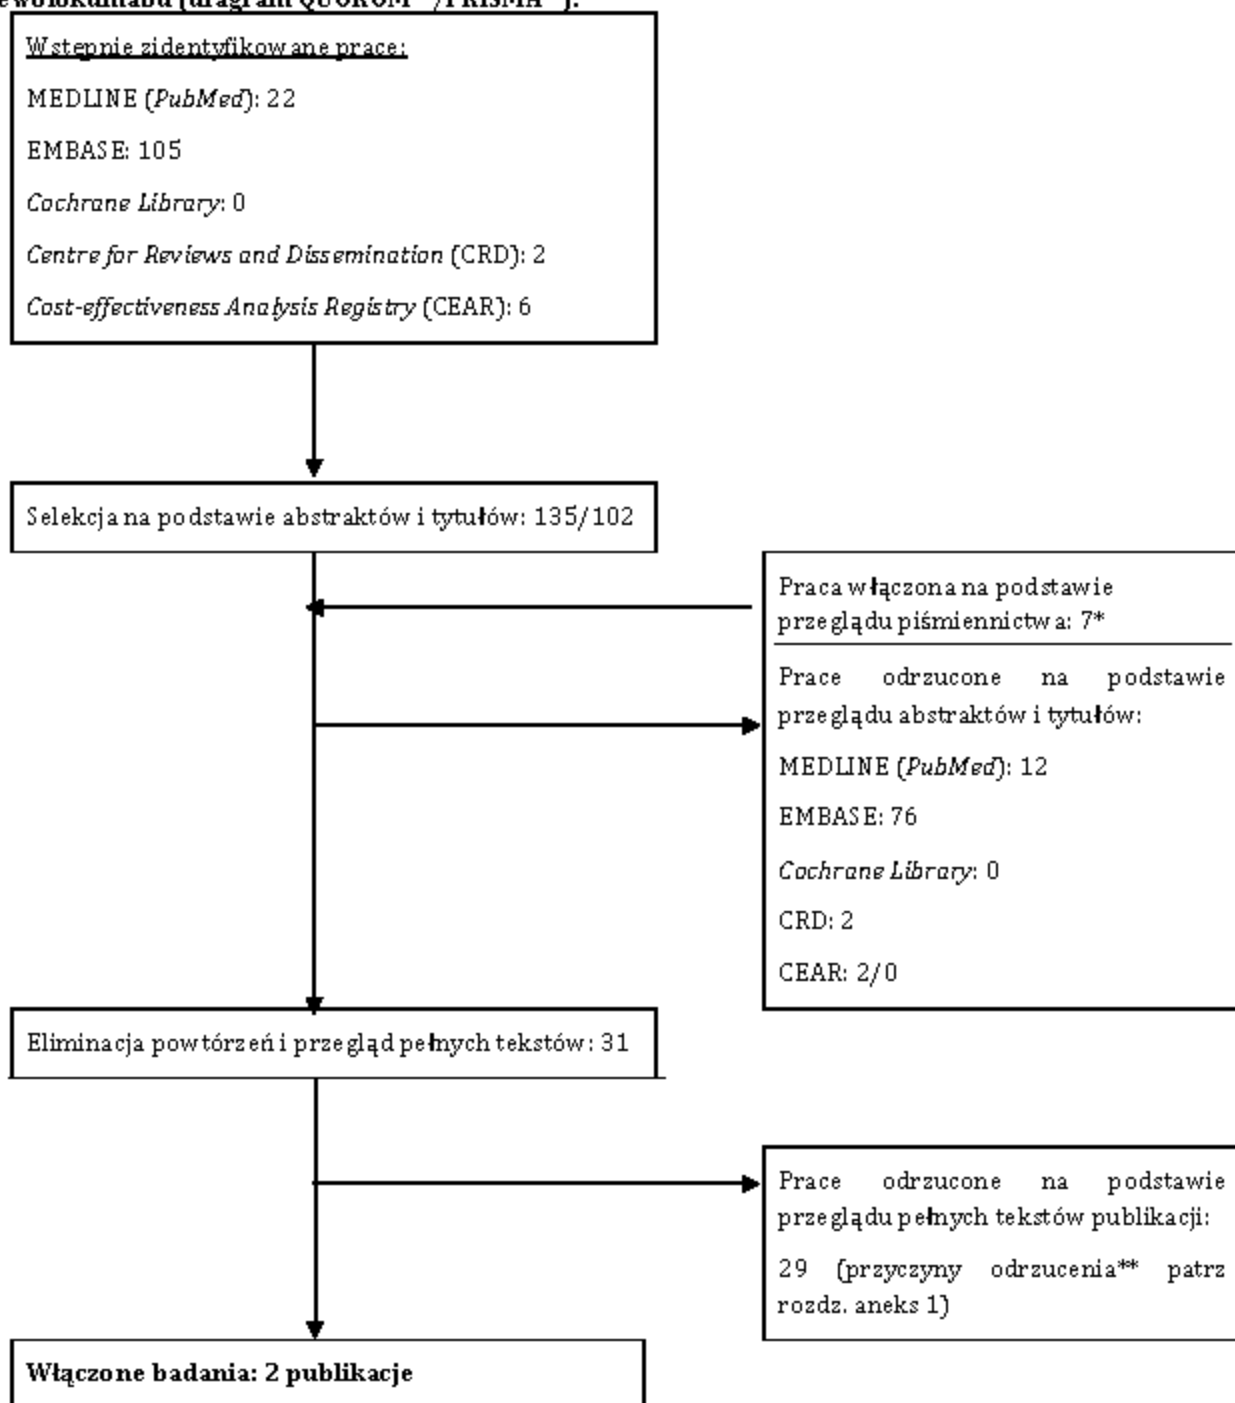 Wstępnie zidentyfikowane prace:
MEDLINE (PubMed): 22
EMBASE: 105
Cochrane Library: 0
Centre for Reviews and Dissemination (CRD): 2
Cost-effectiveness Analysis Registry (CEAR): 6
Selekcja na podstawie abstraktów i tytułów: 135/102
Praca włączona na podstawie
przeglądu piśmiennictwa: 7*
Prace odrzucone na podstawie
przeglądu abstraktów i tytułów:
MEDLINE (PubMed): 12
EMBASE: 76
Cochrane Library: 0
CRD: 2
CEAR: 2/0
Eliminacja powtórzeń i przegląd pełnych tekstów: 31
Prace odrzucone na podstawie
przeglądu pełnych tekstów publikacji:
29 (przyczyny odrzucenia** patrz
rozdz. aneks 1)
Włączone badania: 2 publikacje